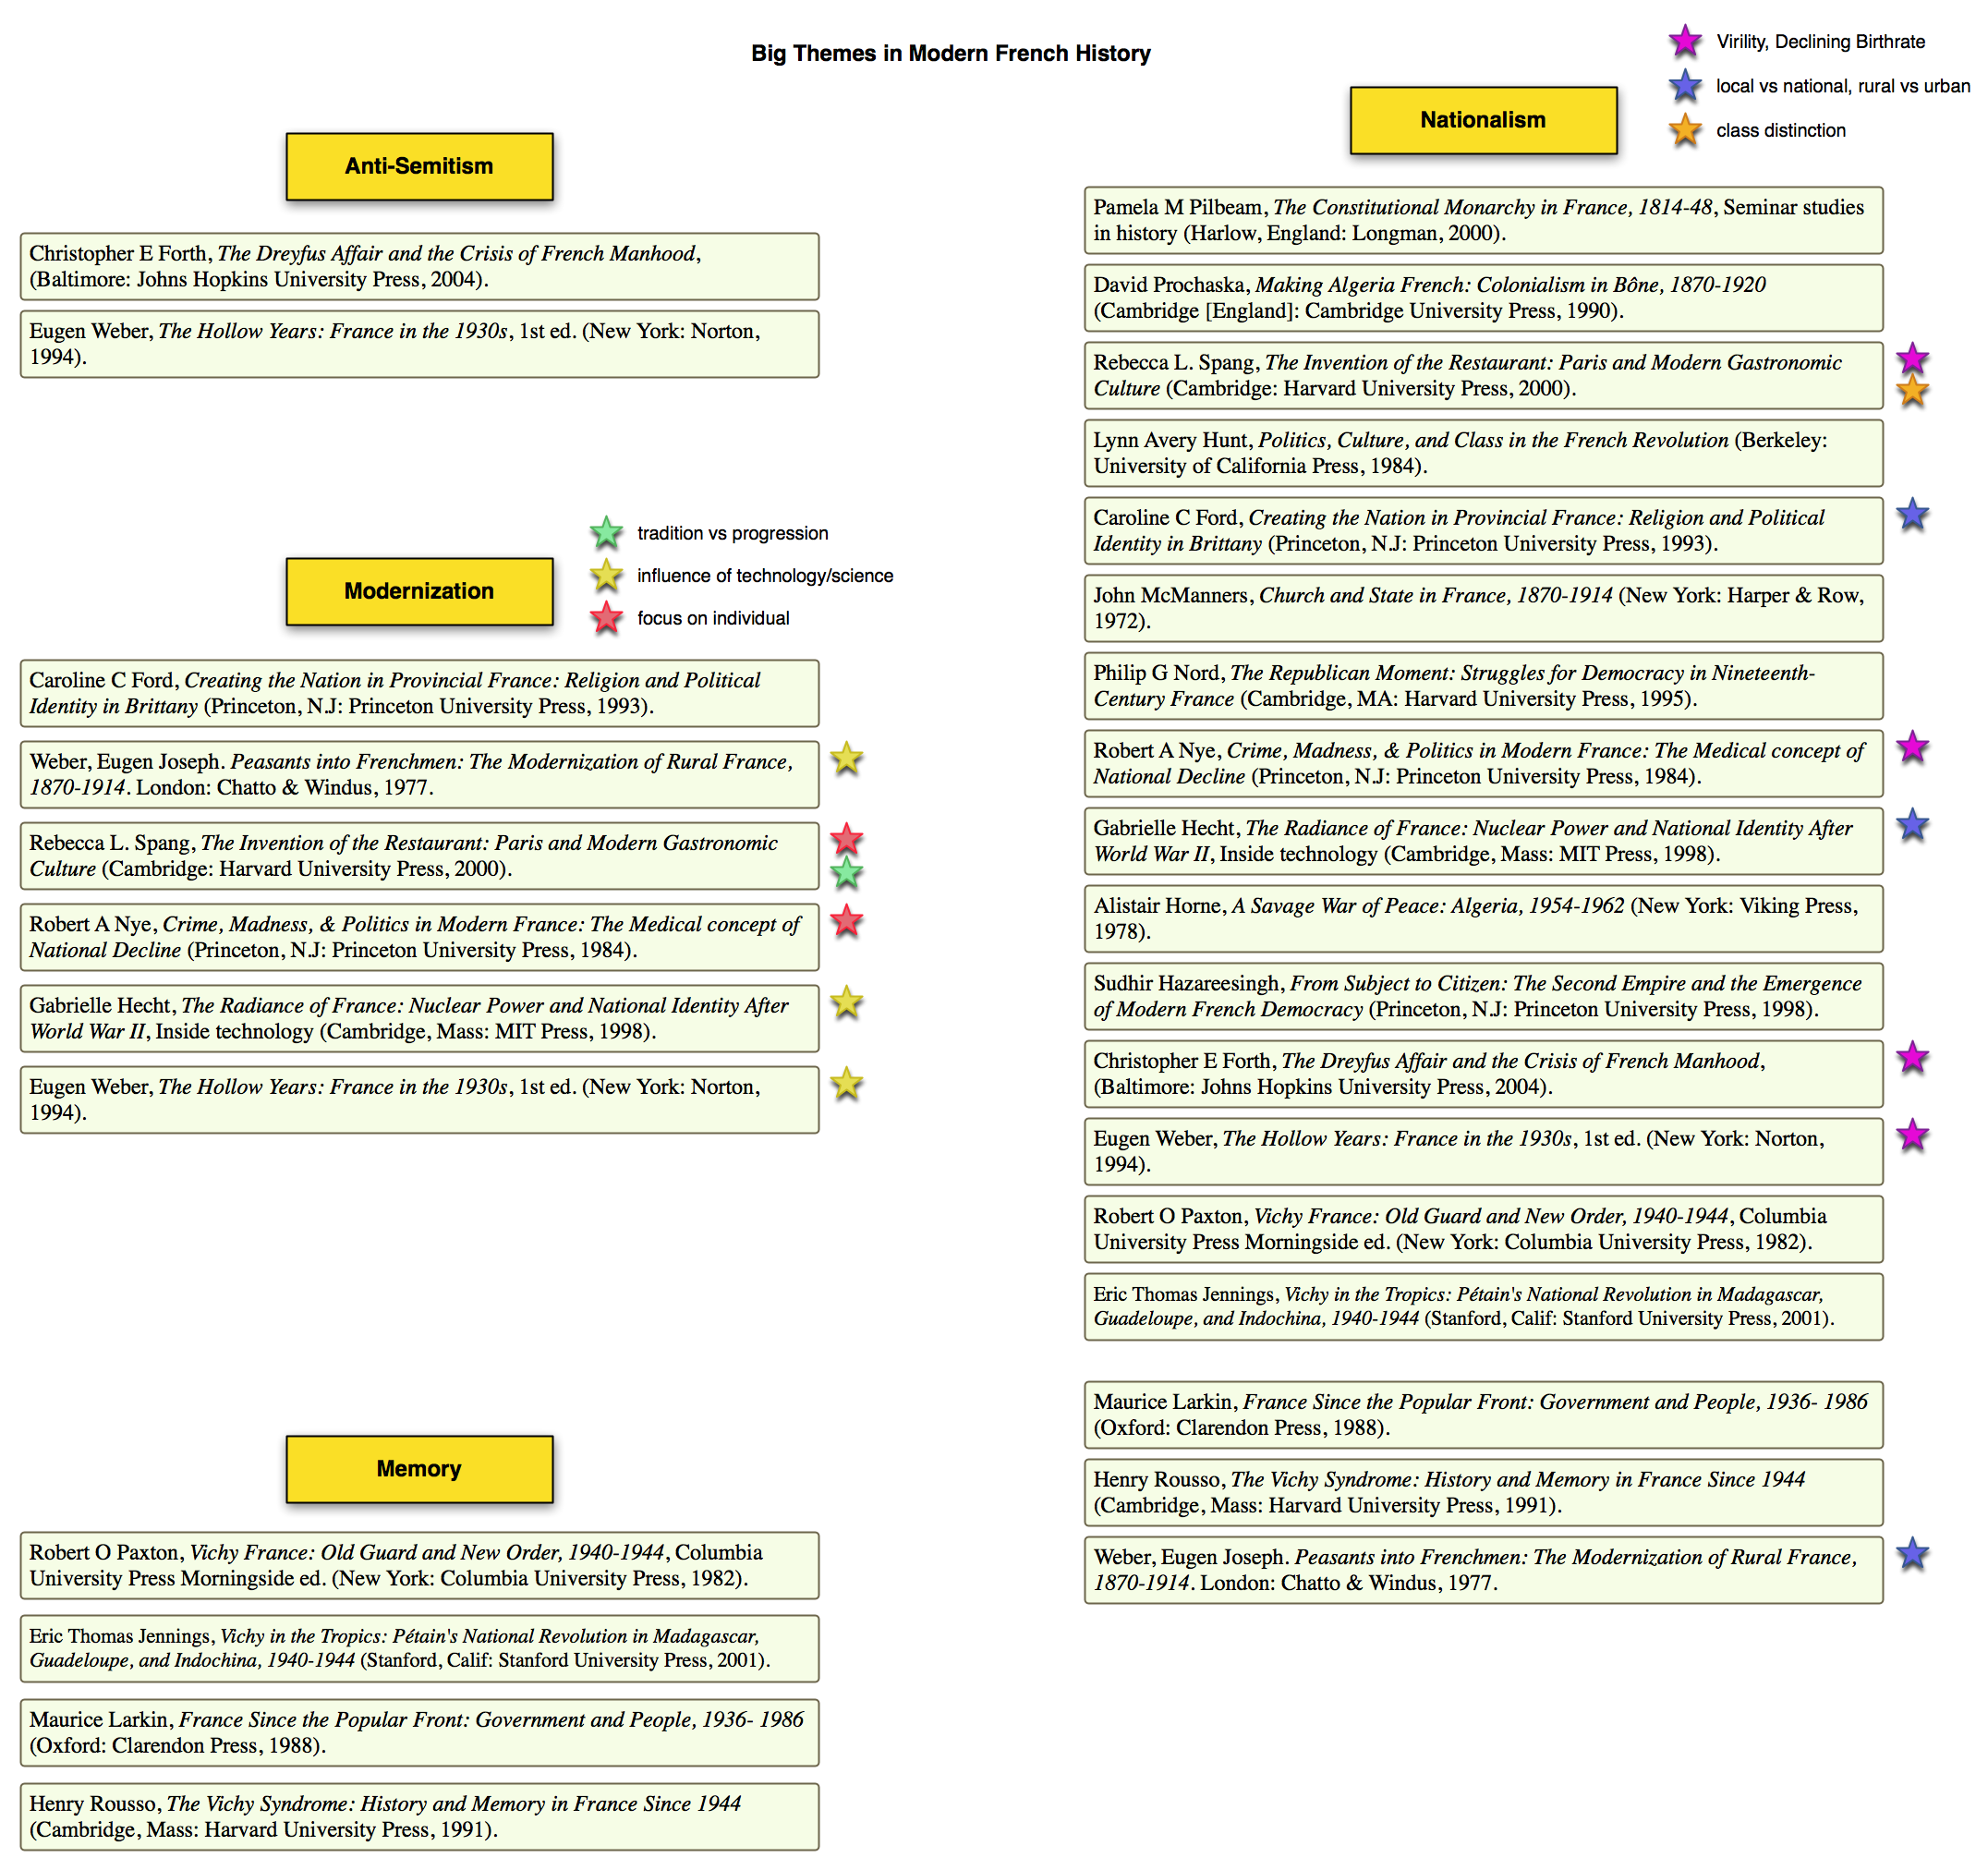 Big Themes in Modern French History
Virility, Declining Birthrate
local vs national, rural vs urban
class distinction
Anti-Semitism
Christopher E Forth, The Dreyfus Affair and the Crisis of French Manhood,
(Baltimore: Johns Hopkins University Press, 2004).
Eugen Weber, The Hollow Years: France in the 1930s, 1st ed. (New York: Norton,
1994).
Modernization
tradition vs progression
influence of technology/science
focus on individual
Caroline C Ford, Creating the Nation in Provincial France: Religion and Political
Identity in Brittany (Princeton, N.J: Princeton University Press, 1993).
Weber, Eugen Joseph. Peasants into Frenchmen: The Modernization of Rural France,
1870-1914. London: Chatto & Windus, 1977.
Rebecca L. Spang, The Invention of the Restaurant: Paris and Modern Gastronomic
Culture (Cambridge: Harvard University Press, 2000).
Robert A Nye, Crime, Madness, & Politics in Modern France: The Medical concept of
National Decline (Princeton, N.J: Princeton University Press, 1984).
Gabrielle Hecht, The Radiance of France: Nuclear Power and National Identity After
World War II, Inside technology (Cambridge, Mass: MIT Press, 1998).
Eugen Weber, The Hollow Years: France in the 1930s, 1st ed. (New York: Norton,
1994).
Memory
Robert O Paxton, Vichy France: Old Guard and New Order, 1940-1944, Columbia
University Press Morningside ed. (New York: Columbia University Press, 1982).
Eric Thomas Jennings, Vichy in the Tropics: Pétain's National Revolution in Madagascar,
Guadeloupe, and Indochina, 1940-1944 (Stanford, Calif: Stanford University Press, 2001).
Maurice Larkin, France Since the Popular Front: Government and People, 1936- 1986
(Oxford: Clarendon Press, 1988).
Henry Rousso, The Vichy Syndrome: History and Memory in France Since 1944
(Cambridge, Mass: Harvard University Press, 1991).
Nationalism
Pamela M Pilbeam, The Constitutional Monarchy in France, 1814-48, Seminar studies
in history (Harlow, England: Longman, 2000).
David Prochaska, Making Algeria French: Colonialism in Bône, 1870-1920
(Cambridge [England]: Cambridge University Press, 1990).
Rebecca L. Spang, The Invention of the Restaurant: Paris and Modern Gastronomic
Culture (Cambridge: Harvard University Press, 2000).
Lynn Avery Hunt, Politics, Culture, and Class in the French Revolution (Berkeley:
University of California Press, 1984).
Caroline C Ford, Creating the Nation in Provincial France: Religion and Political
Identity in Brittany (Princeton, N.J: Princeton University Press, 1993).
John McManners, Church and State in France, 1870-1914 (New York: Harper & Row,
1972).
Philip G Nord, The Republican Moment: Struggles for Democracy in Nineteenth-
Century France (Cambridge, MA: Harvard University Press, 1995).
Robert A Nye, Crime, Madness, & Politics in Modern France: The Medical concept of
National Decline (Princeton, N.J: Princeton University Press, 1984).
Gabrielle Hecht, The Radiance of France: Nuclear Power and National Identity After
World War II, Inside technology (Cambridge, Mass: MIT Press, 1998).
Alistair Horne, A Savage War of Peace: Algeria, 1954-1962 (New York: Viking Press,
1978).
Sudhir Hazareesingh, From Subject to Citizen: The Second Empire and the Emergence
of Modern French Democracy (Princeton, N.J: Princeton University Press, 1998).
Christopher E Forth, The Dreyfus Affair and the Crisis of French Manhood,
(Baltimore: Johns Hopkins University Press, 2004).
Eugen Weber, The Hollow Years: France in the 1930s, 1st ed. (New York: Norton,
1994).
Robert O Paxton, Vichy France: Old Guard and New Order, 1940-1944, Columbia
University Press Morningside ed. (New York: Columbia University Press, 1982).
Eric Thomas Jennings, Vichy in the Tropics: Pétain's National Revolution in Madagascar,
Guadeloupe, and Indochina, 1940-1944 (Stanford, Calif: Stanford University Press, 2001).
Maurice Larkin, France Since the Popular Front: Government and People, 1936- 1986
(Oxford: Clarendon Press, 1988).
Henry Rousso, The Vichy Syndrome: History and Memory in France Since 1944
(Cambridge, Mass: Harvard University Press, 1991).
Weber, Eugen Joseph. Peasants into Frenchmen: The Modernization of Rural France,
1870-1914. London: Chatto & Windus, 1977.